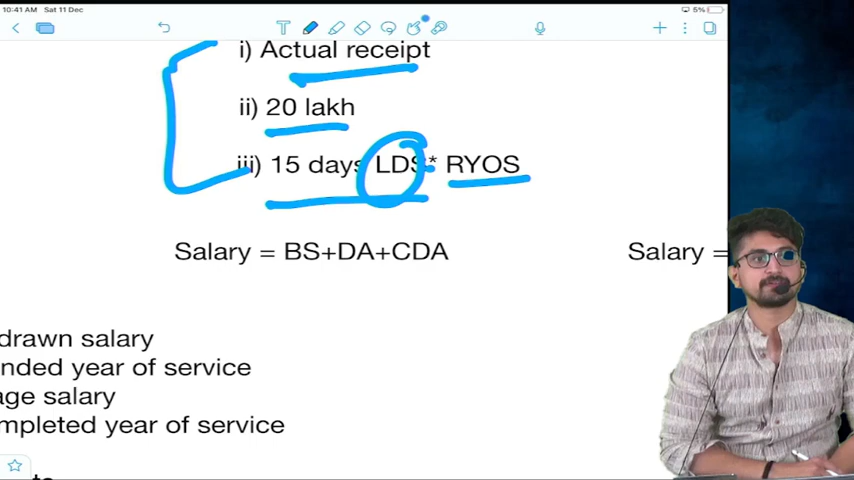 10:41 AM Sat 11 Dec
5%
i) Actual receipt
ii) 20 lakh
iii) 15 days LDS* RYOS
Salary = BS+DA+CDA
Salary =
drawn salary
nded year of service
age salary
mpleted year of service